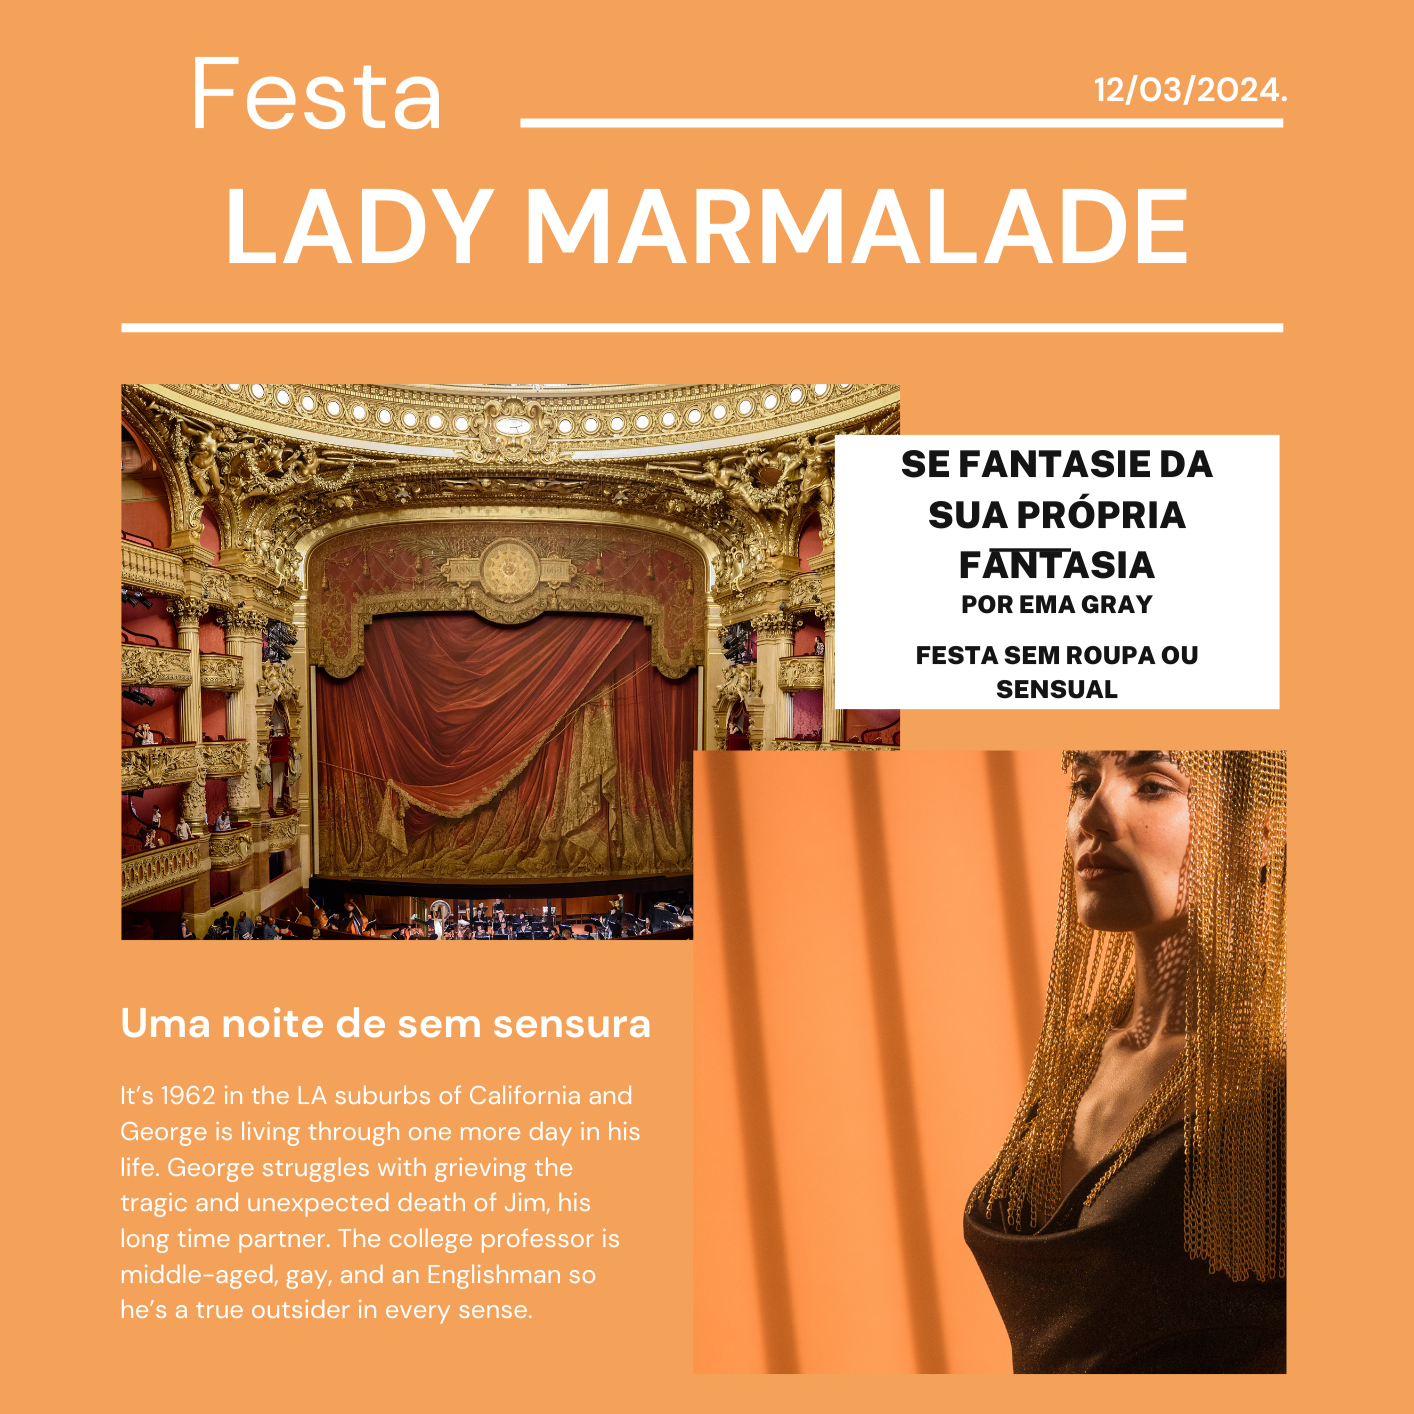 Festa
12/03/2024.
LADY MARMALADE
SE FANTASIE DA
SUA PRÓPRIA
FANTASIA
POR EMA GRAY
FESTA SEM ROUPA OU
SENSUAL
Uma noite de sem sensura
It’s 1962 in the LA suburbs of California and
George is living through one more day in his
life. George struggles with grieving the
tragic and unexpected death of Jim, his
long time partner. The college professor is
middle-aged, gay, and an Englishman so
he’s a true outsider in every sense.